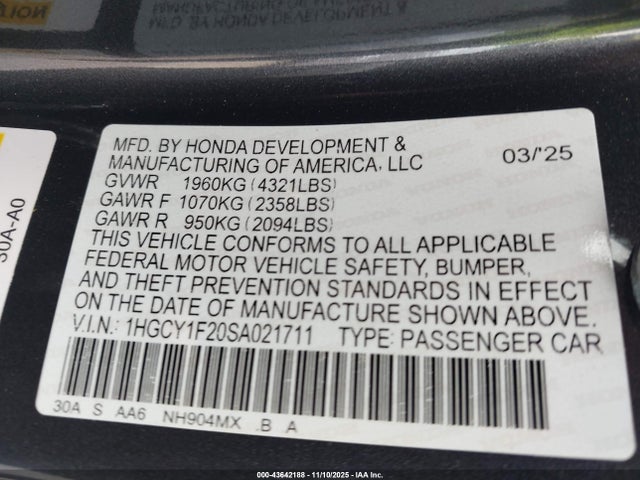 MFD. BY HONDA DEVELOPMENT &
MANUFACTURING OF AMERICA, LLC 03/'25
GVWR 1960KG (4321LBS)
GAWR F 1070KG (2358LBS)
GAWR R 950KG (2094LBS)
THIS VEHICLE CONFORMS TO ALL APPLICABLE
FEDERAL MOTOR VEHICLE SAFETY, BUMPER,
AND THEFT PREVENTION STANDARDS IN EFFECT
ON THE DATE OF MANUFACTURE SHOWN ABOVE.
V.I.N.: 1HGCY1F20SA021711 TYPE: PASSENGER CAR
30A S AA6 NH904MX B A
30A-A0
000-43642188 - 11/10/2025 - IAA Inc.